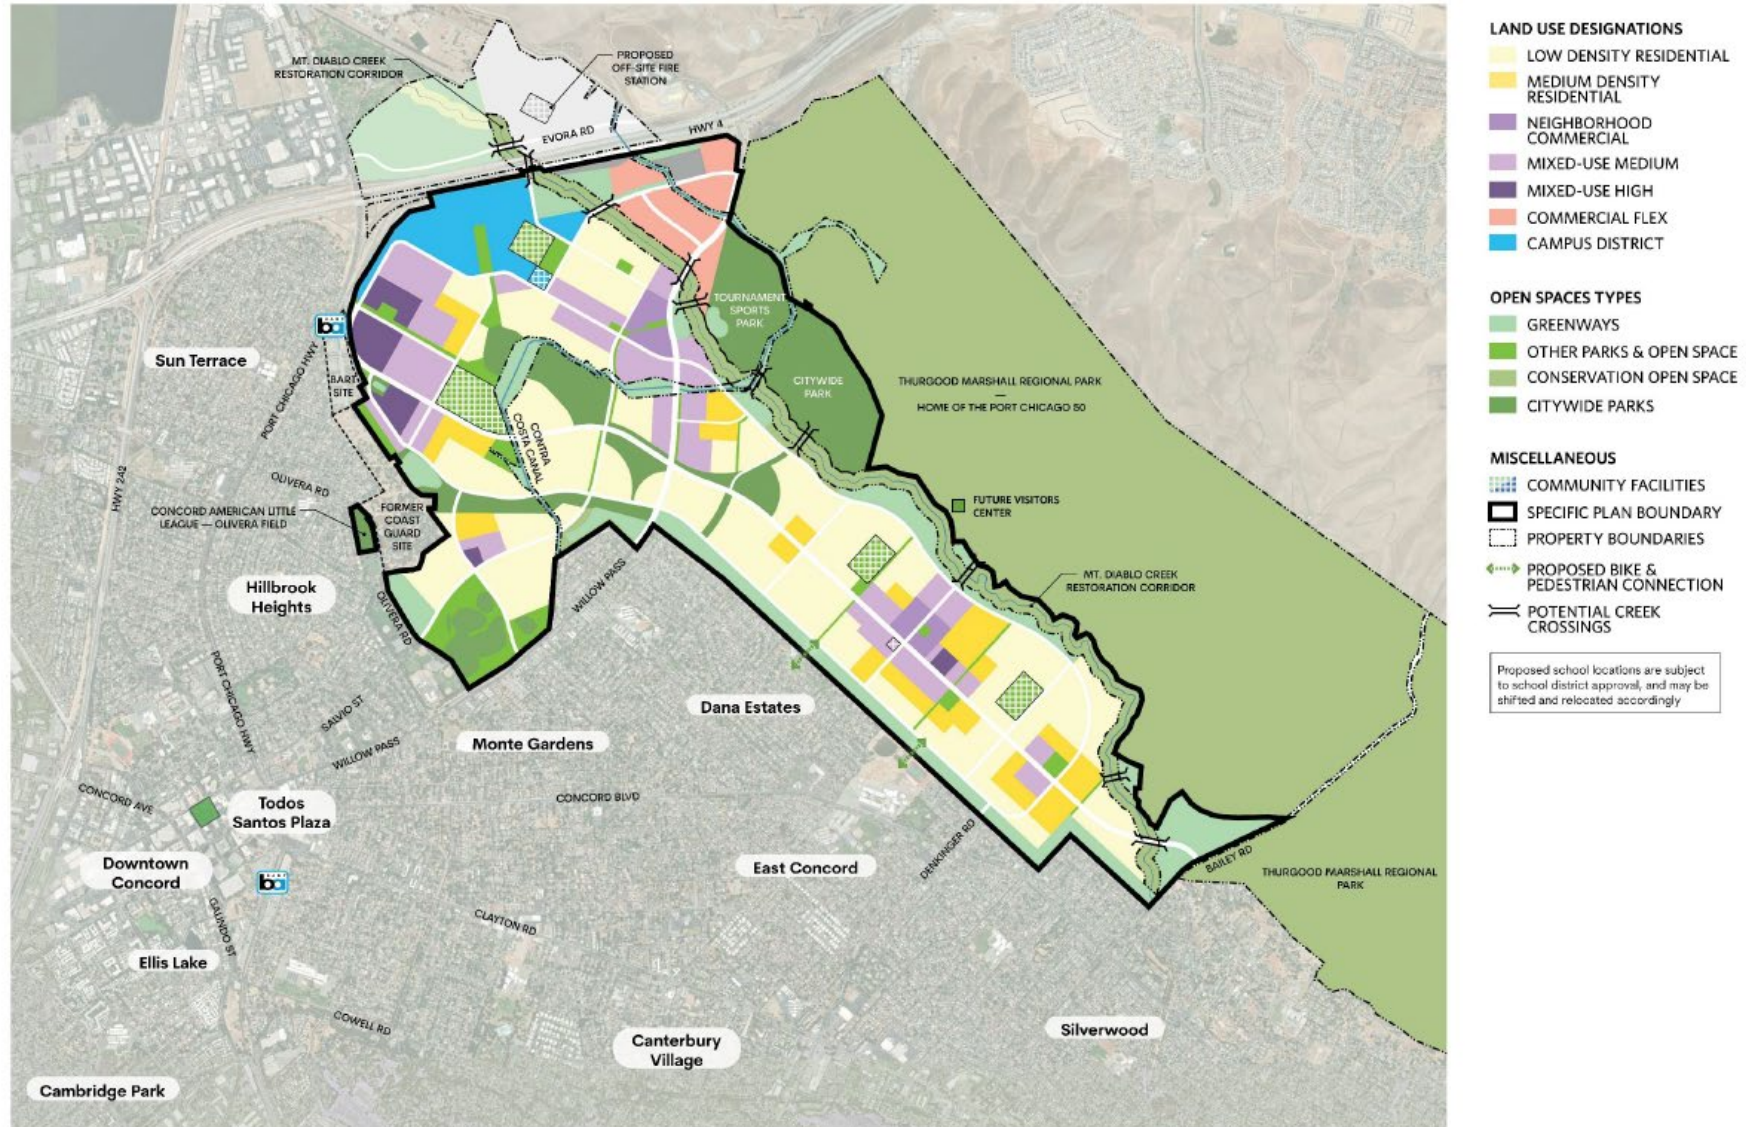 MT. DIABLO CREEK
RESTORATION CORRIDOR
PROPOSED
OFF-SITE FIRE
STATION
EVORA RD
HWY 4
TOURNAMENT
SPORTS
PARK
CITYWIDE
PARK
THURGOOD MARSHALL REGIONAL PARK
—
HOME OF THE PORT CHICAGO 50
Sun Terrace
PORT CHICAGO HWY
BART
SITE
CONTRA
COSTA CANAL
HWY 242
OLIVERA RD
CONCORD AMERICAN LITTLE
LEAGUE — OLIVERA FIELD
FORMER
COAST
GUARD
SITE
FUTURE VISITORS
CENTER
Hillbrook
Heights
OLIVERA RD
WILLOW PASS
MT. DIABLO CREEK
RESTORATION CORRIDOR
PORT CHICAGO HWY
SALVIO ST
WILLOW PASS
Monte Gardens
Dana Estates
CONCORD AVE
Todos
Santos Plaza
CONCORD BLVD
DENKINGER RD
BAILEY RD
Downtown
Concord
East Concord
THURGOOD MARSHALL REGIONAL
PARK
GALINDO ST
CLAYTON RD
Ellis Lake
COWELL RD
Canterbury
Village
Silverwood
Cambridge Park
LAND USE DESIGNATIONS
LOW DENSITY RESIDENTIAL
MEDIUM DENSITY
RESIDENTIAL
NEIGHBORHOOD
COMMERCIAL
MIXED-USE MEDIUM
MIXED-USE HIGH
COMMERCIAL FLEX
CAMPUS DISTRICT
OPEN SPACES TYPES
GREENWAYS
OTHER PARKS & OPEN SPACE
CONSERVATION OPEN SPACE
CITYWIDE PARKS
MISCELLANEOUS
COMMUNITY FACILITIES
SPECIFIC PLAN BOUNDARY
PROPERTY BOUNDARIES
PROPOSED BIKE &
PEDESTRIAN CONNECTION
POTENTIAL CREEK
CROSSINGS
Proposed school locations are subject
to school district approval, and may be
shifted and relocated accordingly